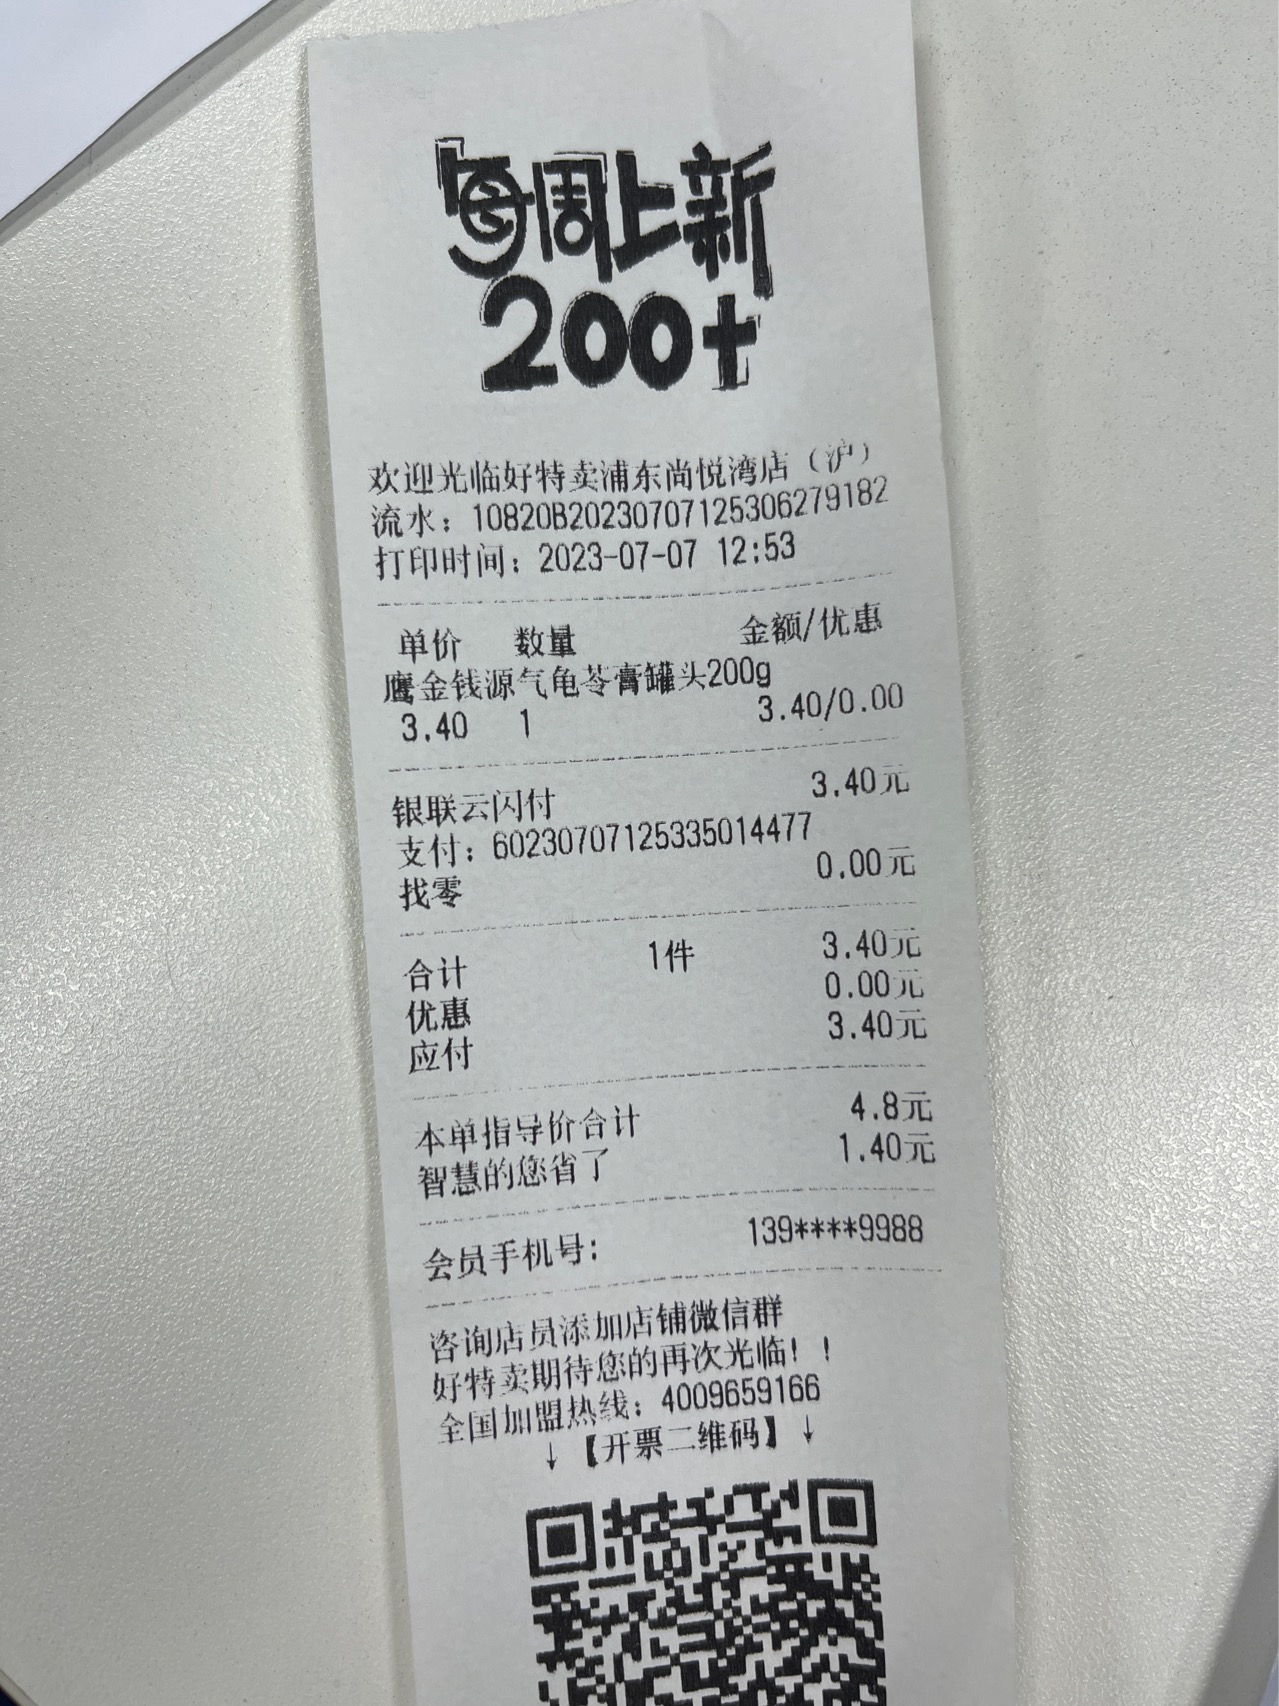 每周上新
200+
欢迎光临好特卖浦东尚悦湾店（沪）
流水：10820B20230707125306279182
打印时间：2023-07-07 12:53
单价 数量 金额/优惠
鹰金钱源气龟苓膏罐头200g
3.40 1 3.40/0.00
银联云闪付 3.40元
支付：60230707125335014477
找零 0.00元
合计 1件 3.40元
优惠 0.00元
应付 3.40元
本单指导价合计 4.8元
智慧的您省了 1.40元
会员手机号： 139****9988
咨询店员添加店铺微信群
好特卖期待您的再次光临！！
全国加盟热线：4009659166
↓【开票二维码】↓